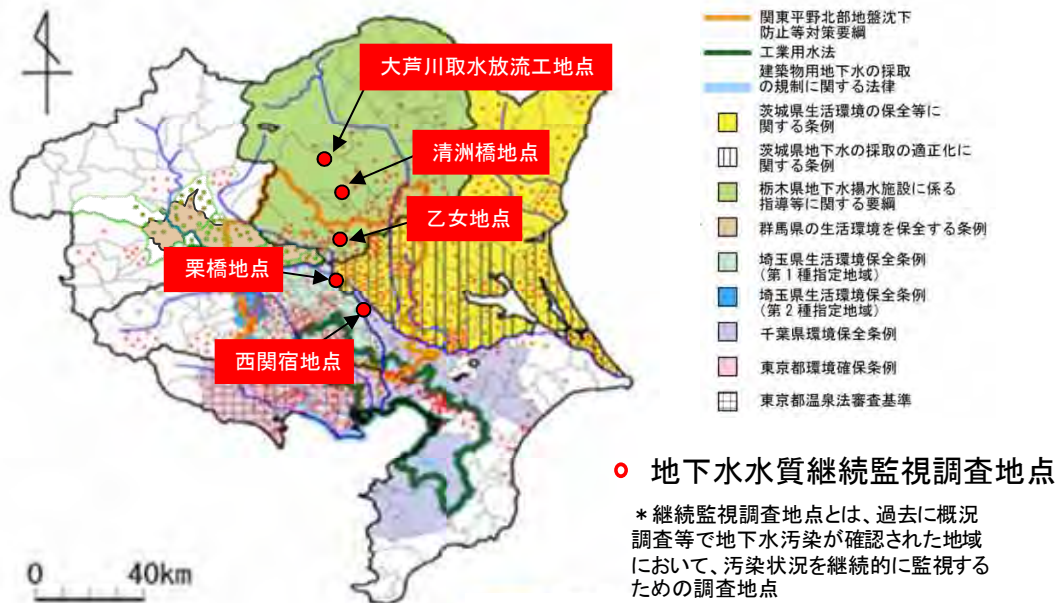 大芦川取水放流工地点
清洲橋地点
乙女地点
栗橋地点
西関宿地点
0 40km
関東平野北部地盤沈下
防止等対策要綱
工業用水法
建築物用地下水の採取
の規制に関する法律
茨城県生活環境の保全等に
関する条例
茨城県地下水の採取の適正化に
関する条例
栃木県地下水揚水施設に係る
指導等に関する要綱
群馬県の生活環境を保全する条例
埼玉県生活環境保全条例
(第1種指定地域)
埼玉県生活環境保全条例
(第2種指定地域)
千葉県環境保全条例
東京都環境確保条例
東京都温泉法審査基準
地下水水質継続監視調査地点
*継続監視調査地点とは、過去に概況
調査等で地下水汚染が確認された地域
において、汚染状況を継続的に監視する
ための調査地点